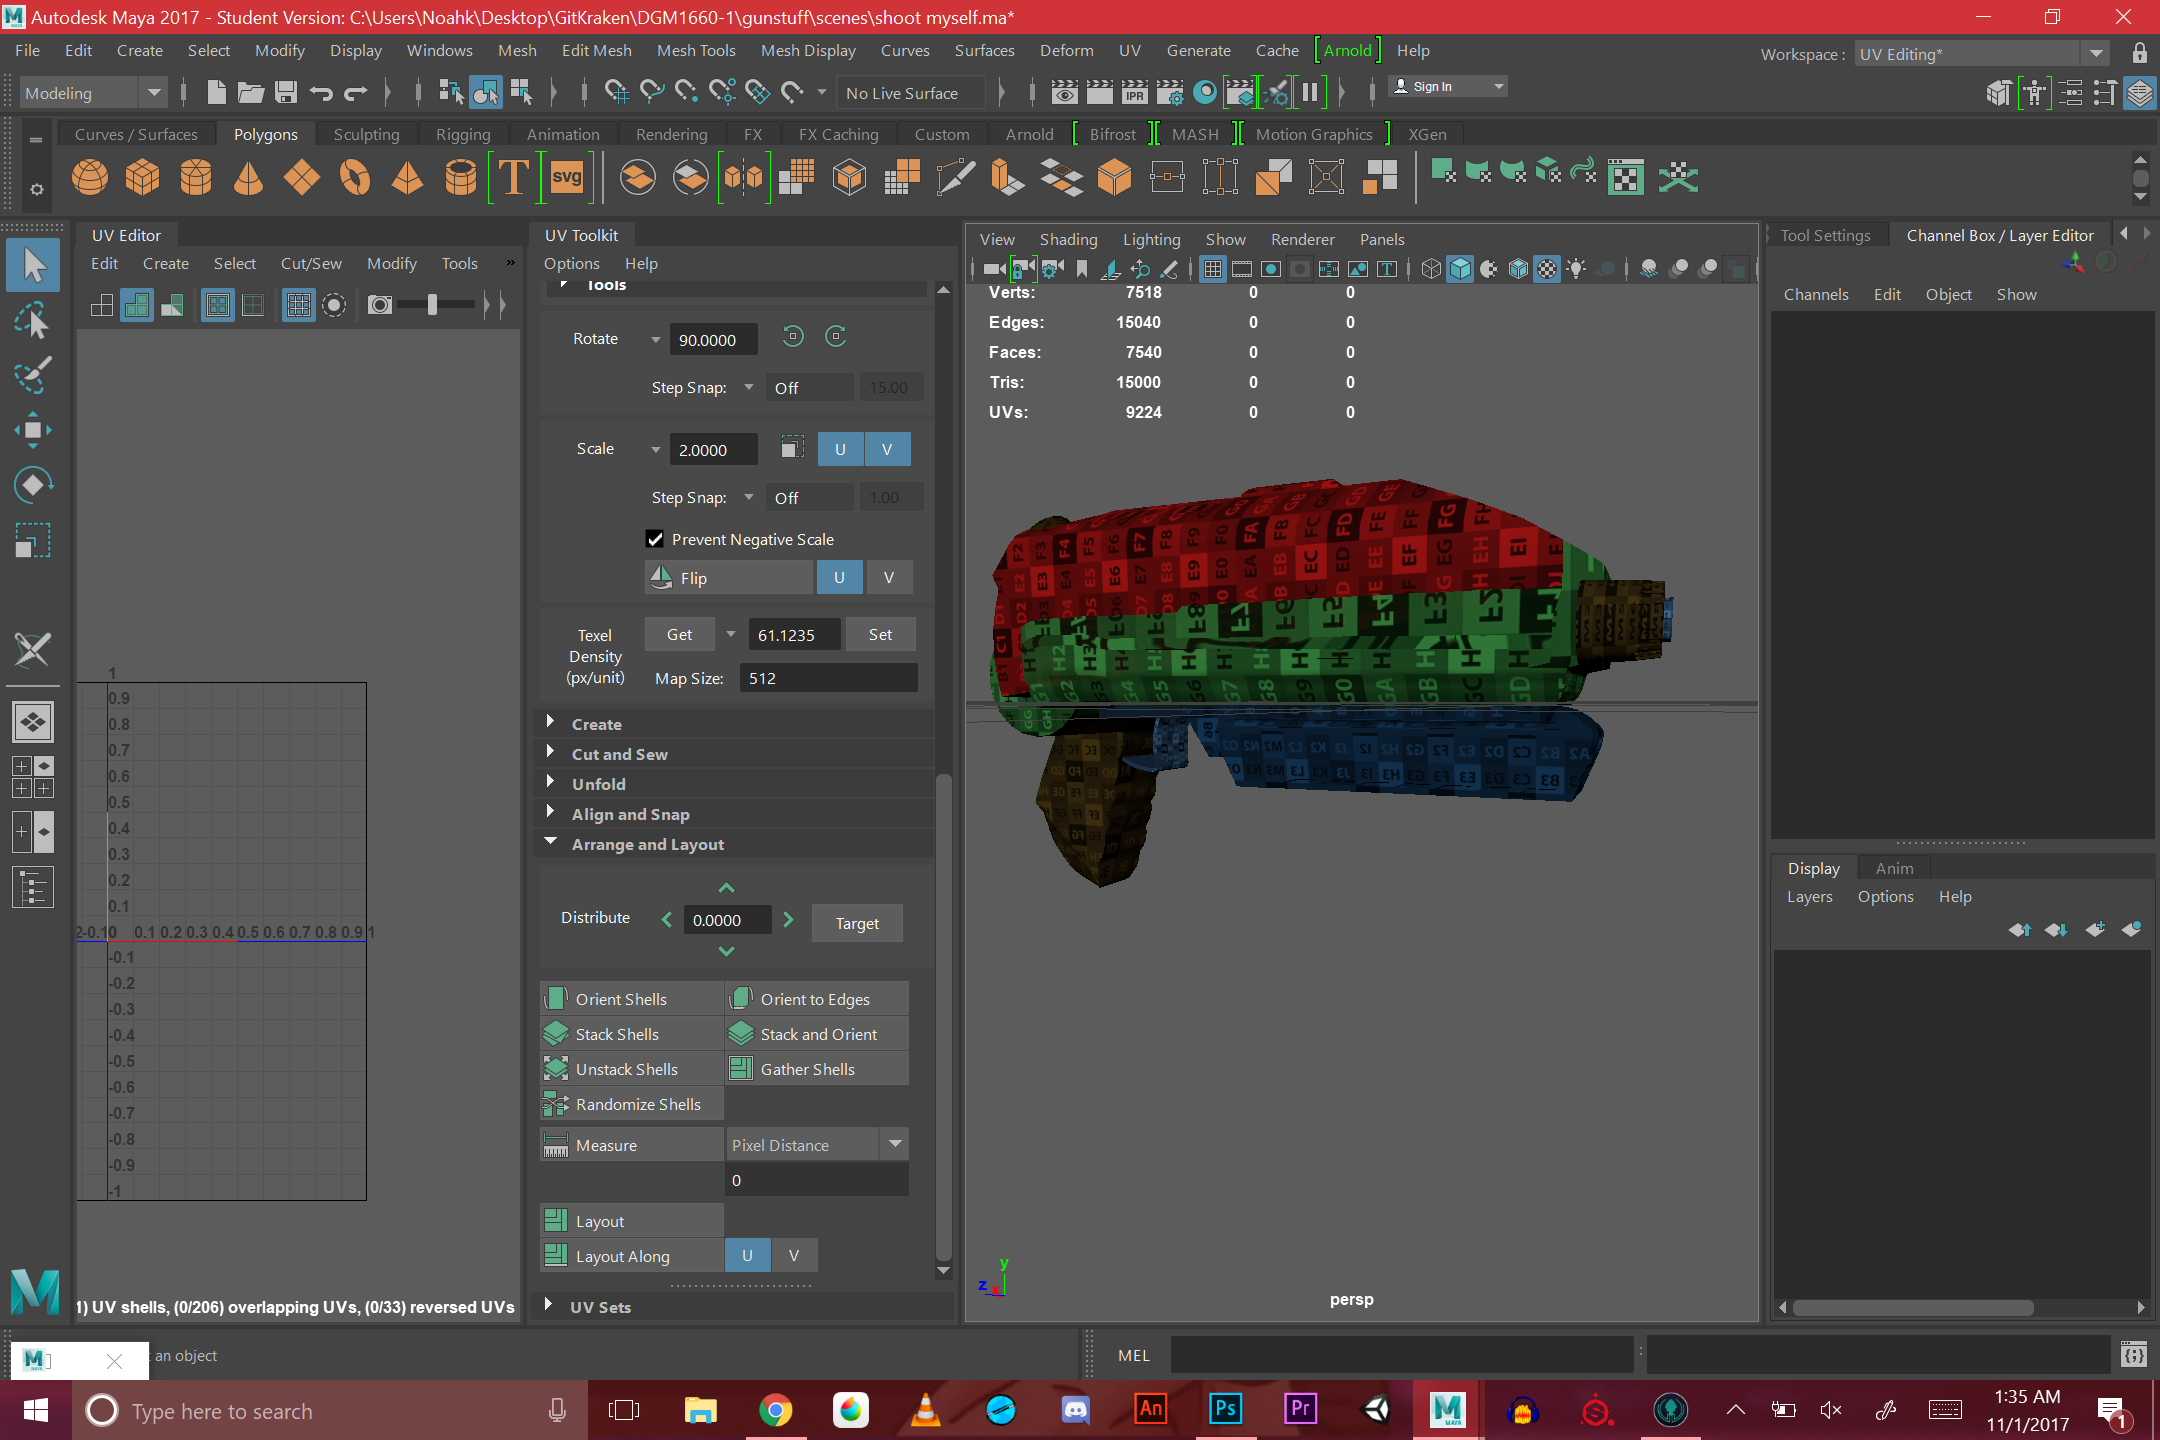 Autodesk Maya 2017 - Student Version: C:\Users\Noahk\Desktop\GitKraken\DGM1660-1\gunstuff\scenes\shoot myself.ma*
File Edit Create Select Modify Display Windows Mesh Edit Mesh Mesh Tools Mesh Display Curves Surfaces Deform UV Generate Cache Arnold Help
Workspace : UV Editing*
Modeling
No Live Surface
IPR
Sign In
Curves / Surfaces Polygons Sculpting Rigging Animation Rendering FX FX Caching Custom Arnold Bifrost MASH Motion Graphics XGen
T svg
UV Editor
Edit Create Select Cut/Sew Modify Tools »
1
0.9
0.8
0.7
0.6
0.5
0.4
0.3
0.2
0.1
0 0.1 0.2 0.3 0.4 0.5 0.6 0.7 0.8 0.9 1
-0.1
-0.2
-0.3
-0.4
-0.5
-0.6
-0.7
-0.8
-0.9
-1
1) UV shells, (0/206) overlapping UVs, (0/33) reversed UVs
UV Toolkit
Options Help
Tools
Rotate 90.0000
Step Snap: Off 15.00
Scale 2.0000 U V
Step Snap: Off 1.00
Prevent Negative Scale
Flip U V
Texel Density (px/unit) Get 61.1235 Set
Map Size: 512
Create
Cut and Sew
Unfold
Align and Snap
Arrange and Layout
Distribute 0.0000 Target
Orient Shells Orient to Edges
Stack Shells Stack and Orient
Unstack Shells Gather Shells
Randomize Shells
Measure Pixel Distance
0
Layout
Layout Along U V
UV Sets
View Shading Lighting Show Renderer Panels
Verts: 7518 0 0
Edges: 15040 0 0
Faces: 7540 0 0
Tris: 15000 0 0
UVs: 9224 0 0
y
z x
persp
Tool Settings Channel Box / Layer Editor
Channels Edit Object Show
Display Anim
Layers Options Help
an object
MEL
Type here to search
An Ps Pr
1:35 AM
11/1/2017
1